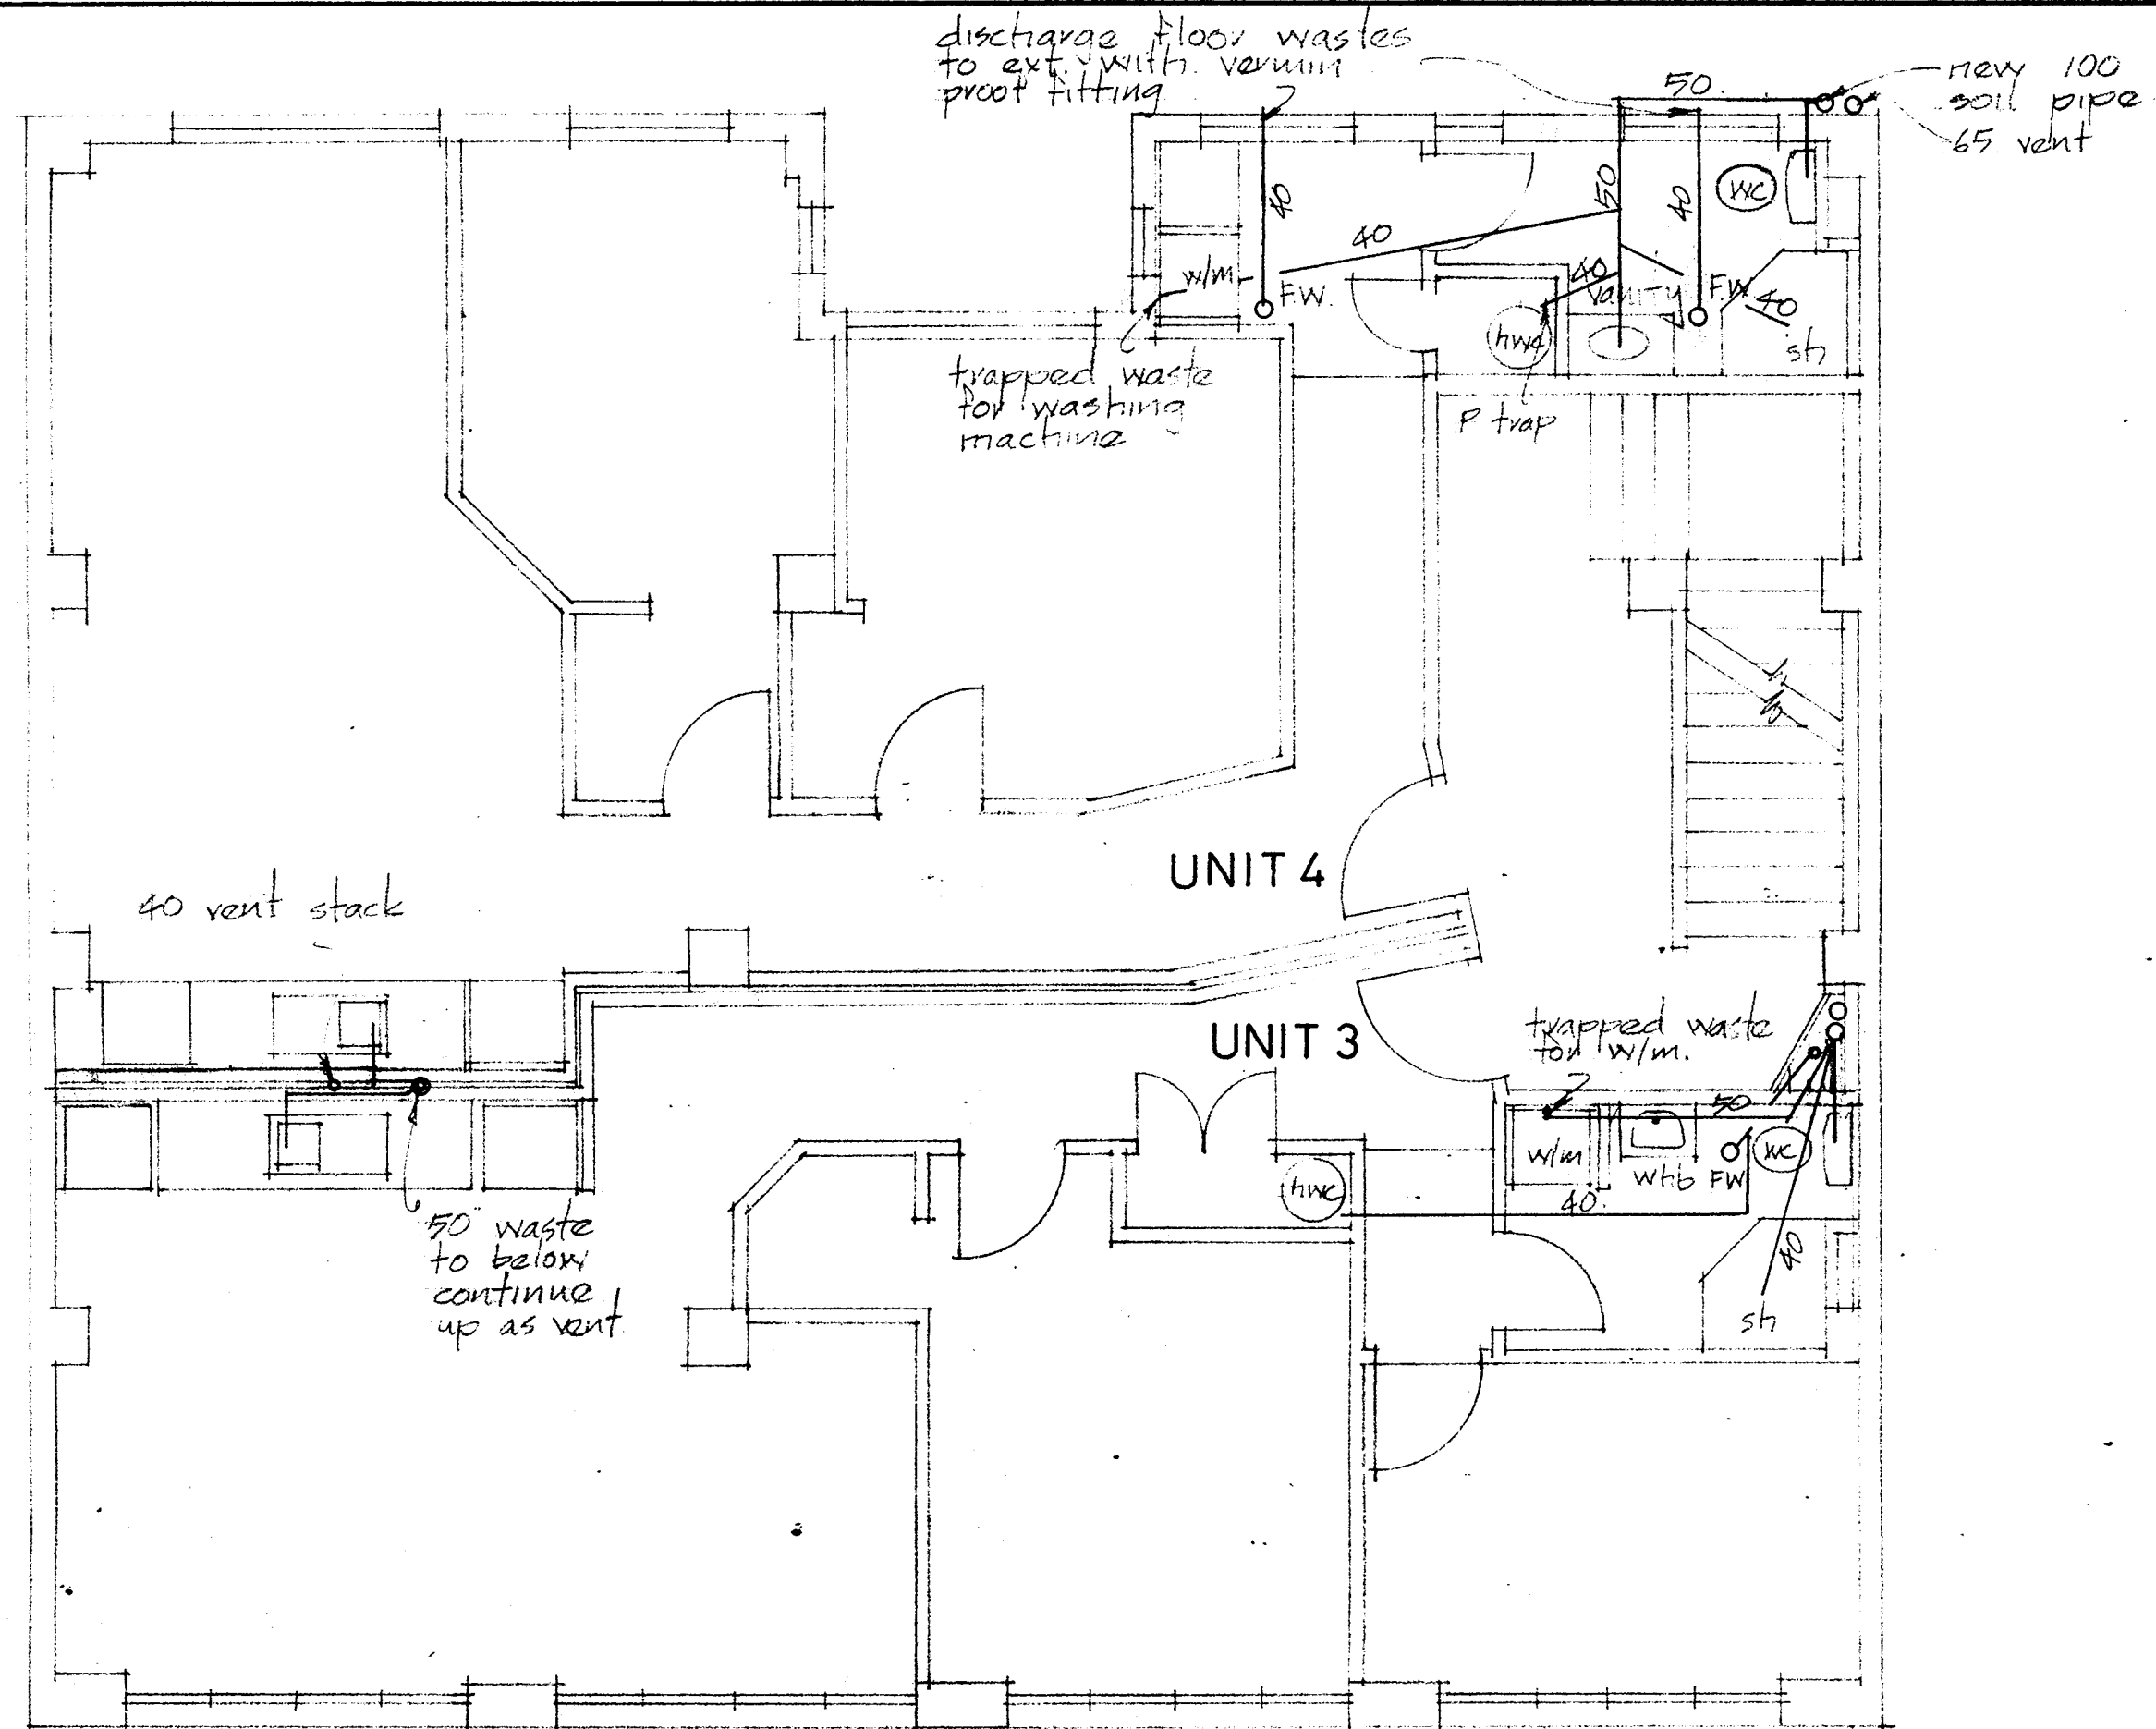 discharge floor wastes
to ext. with vermin
proof fitting
new 100
soil pipe
65 vent
50
50
40
40
WC
40
w/m
F.W.
40
vanity
F.W.
40
hwc
sh
trapped waste
for washing
machine
P trap
UNIT 4
40 vent stack
UNIT 3
trapped waste
for w/m.
50
w/m
whb
FW
WC
hwc
40
50 waste
to below
continue
up as vent
40
sh